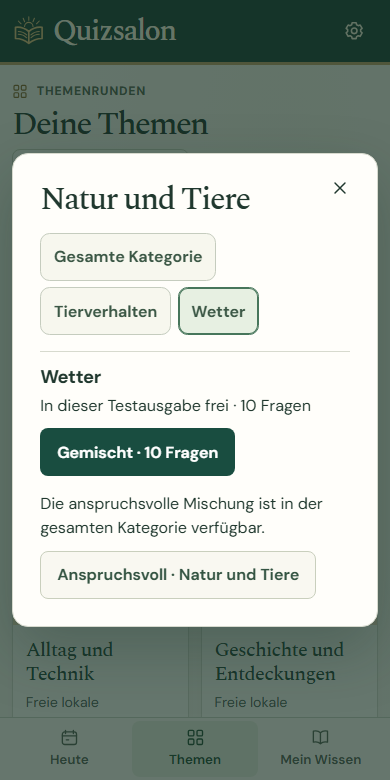 Quizsalon
THEMENRUNDEN
Deine Themen
Natur und Tiere
Gesamte Kategorie
Tierverhalten
Wetter
Wetter
In dieser Testausgabe frei · 10 Fragen
Gemischt · 10 Fragen
Die anspruchsvolle Mischung ist in der
gesamten Kategorie verfügbar.
Anspruchsvoll · Natur und Tiere
Alltag und
Technik
Freie lokale
Geschichte und
Entdeckungen
Freie lokale
Heute
Themen
Mein Wissen